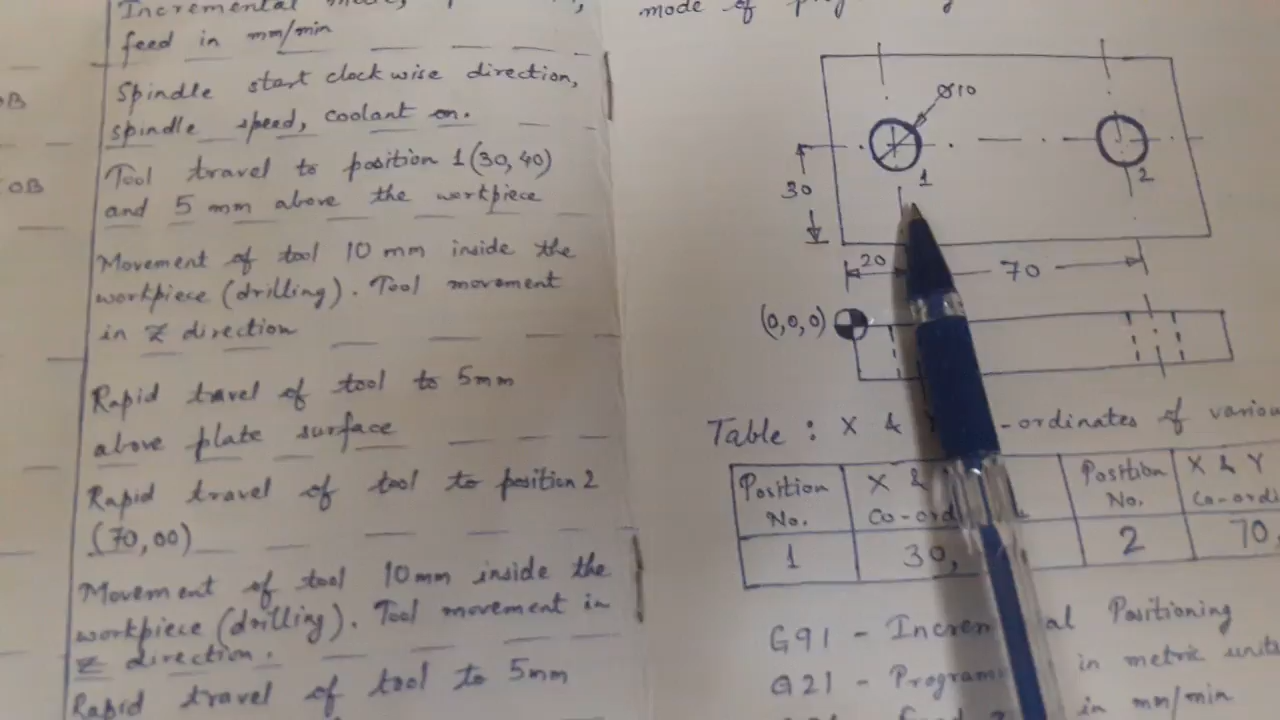 Incremental
feed in mm/min
OB
Spindle start clockwise direction,
spindle speed, coolant on.
OB
Tool travel to position 1(30,40)
and 5 mm above the workpiece
Movement of tool 10 mm inside the
workpiece (drilling). Tool movement
in Z direction
Rapid travel of tool to 5mm
above plate surface
Rapid travel of tool to position 2
(70,00)
Movement of tool 10mm inside the
workpiece (drilling). Tool movement in
Z direction.
Rapid travel of tool to 5mm
mode of
Ø10
1
2
30
20
70
(0,0,0)
Table : X & -ordinates of
Position No.
X &
Co-ord
Position No.
X & Y
Co-ord
1
30,
2
70,
G91 - Incremental Positioning
G21 - in metric
in mm/min